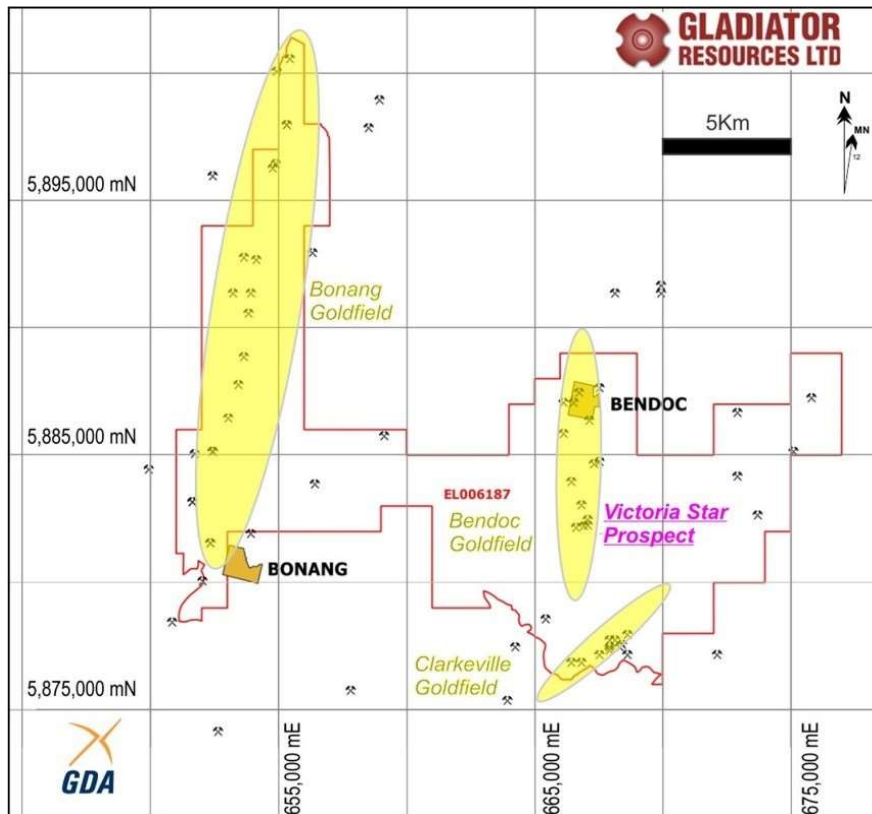 GLADIATOR
RESOURCES LTD
5Km
N
MN
12
5,895,000 mN
Bonang
Goldfield
BENDOC
5,885,000 mN
EL006187
Bendoc
Goldfield
Victoria Star
Prospect
BONANG
Clarkeville
Goldfield
5,875,000 mN
GDA
655,000 mE
665,000 mE
675,000 mE